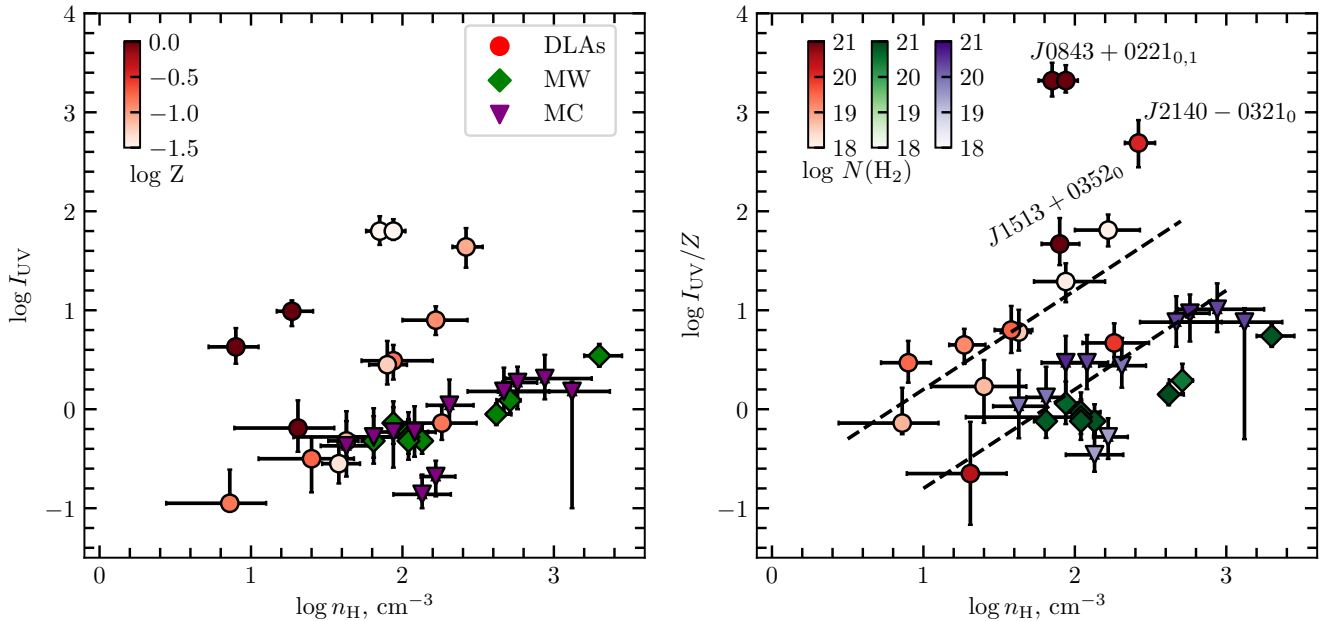 4
3
2
1
0
−1
log I_UV
0.0
−0.5
−1.0
−1.5
log Z
DLAs
MW
MC
0 1 2 3
log n_H, cm^−3
4
3
2
1
0
−1
log I_UV/Z
21 21 21
20 20 20
19 19 19
18 18 18
log N(H_2)
J0843 + 0221_0,1
J2140 − 0321_0
J1513 + 0352_0
0 1 2 3
log n_H, cm^−3